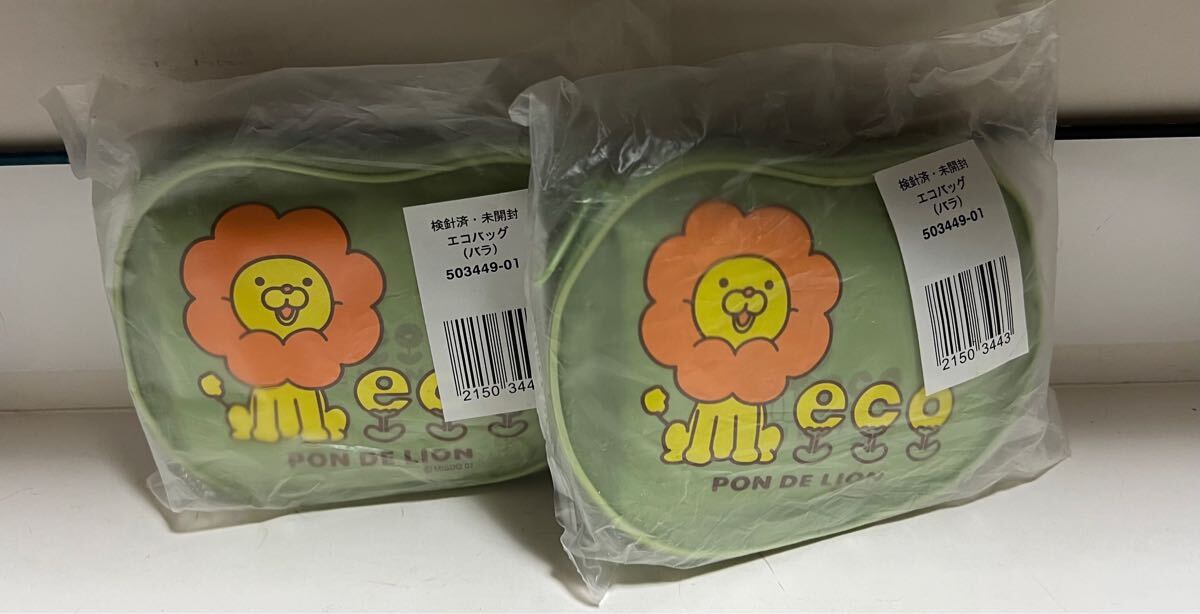 検針済・未開封
エコバッグ
(バラ)
503449-01
2150 344
eco
PON DE LION
©MISDO 07
検針済・未開封
エコバッグ
(バラ)
503449-01
2150 3443
eco
PON DE LION